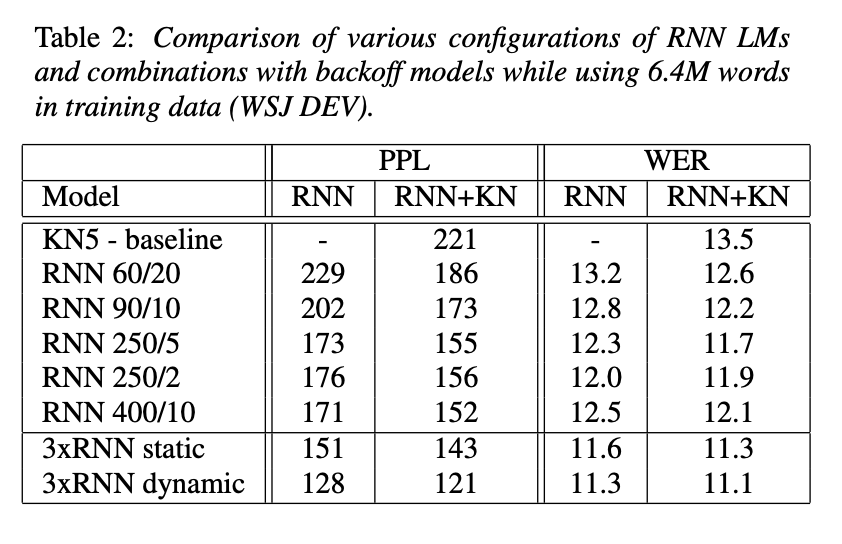 Table 2: Comparison of various configurations of RNN LMs
and combinations with backoff models while using 6.4M words
in training data (WSJ DEV).
PPL WER
Model RNN RNN+KN RNN RNN+KN
KN5 - baseline - 221 - 13.5
RNN 60/20 229 186 13.2 12.6
RNN 90/10 202 173 12.8 12.2
RNN 250/5 173 155 12.3 11.7
RNN 250/2 176 156 12.0 11.9
RNN 400/10 171 152 12.5 12.1
3xRNN static 151 143 11.6 11.3
3xRNN dynamic 128 121 11.3 11.1